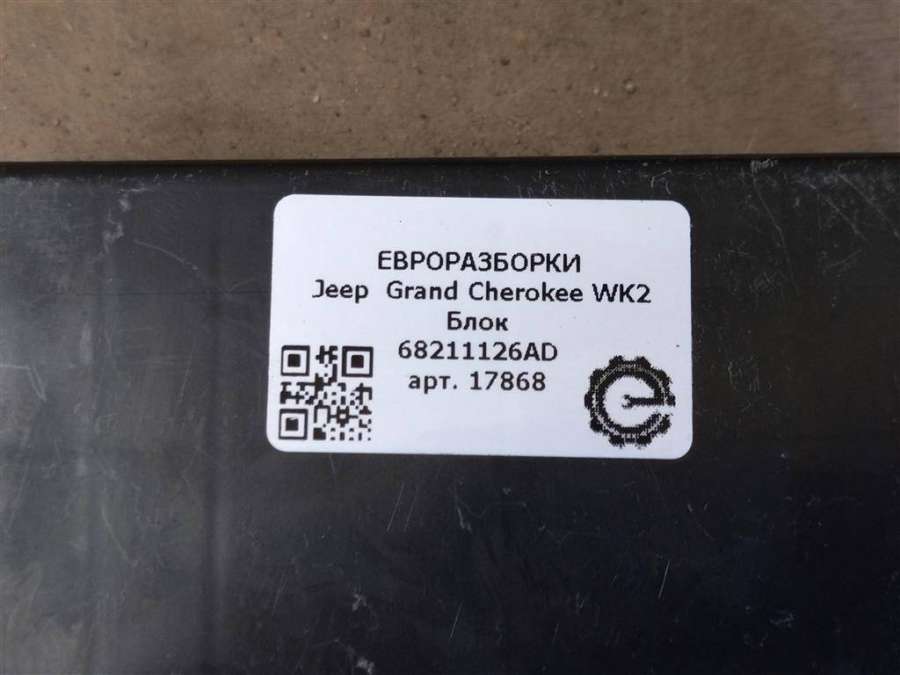 ЕВРОРАЗБОРКИ
Jeep Grand Cherokee WK2
Блок
68211126AD
арт. 17868